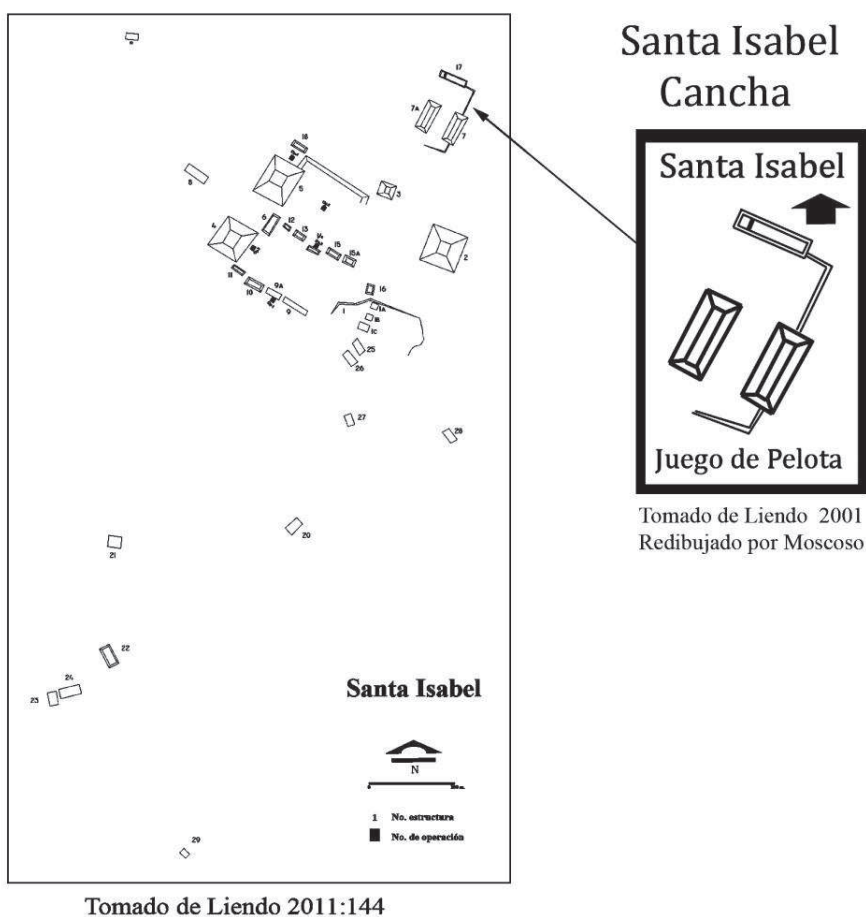 Santa Isabel
Cancha
Santa Isabel
Juego de Pelota
Tomado de Liendo 2001
Redibujado por Moscoso
17
7A
7
18
5
3
8
4
6
12
13
14
15
15A
2
11
10
9A
9
16
1
1A
1B
1C
25
26
27
28
20
21
22
24
23
29
Santa Isabel
N
0
1 No. estructura
No. de operación
Tomado de Liendo 2011:144